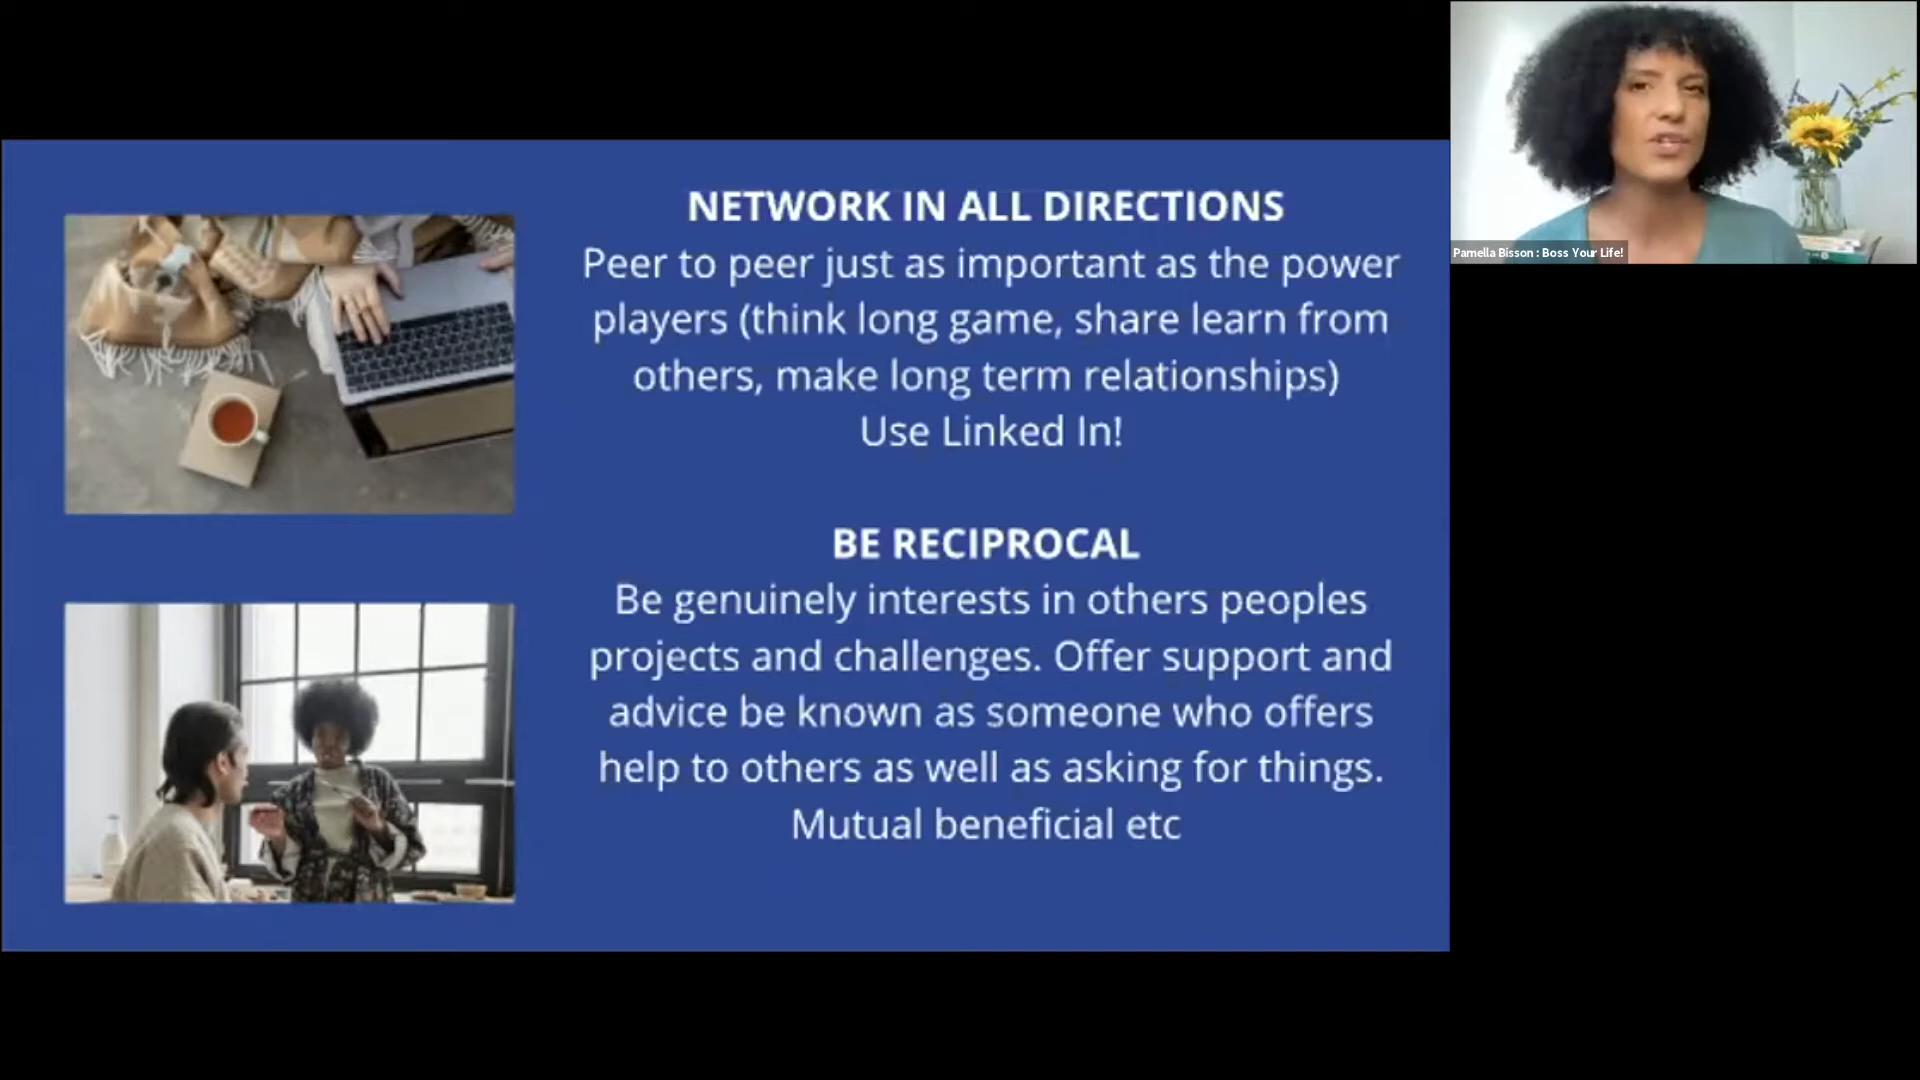 NETWORK IN ALL DIRECTIONS
Peer to peer just as important as the power
players (think long game, share learn from
others, make long term relationships)
Use Linked In!
BE RECIPROCAL
Be genuinely interests in others peoples
projects and challenges. Offer support and
advice be known as someone who offers
help to others as well as asking for things.
Mutual beneficial etc
Pamella Bisson : Boss Your Life!